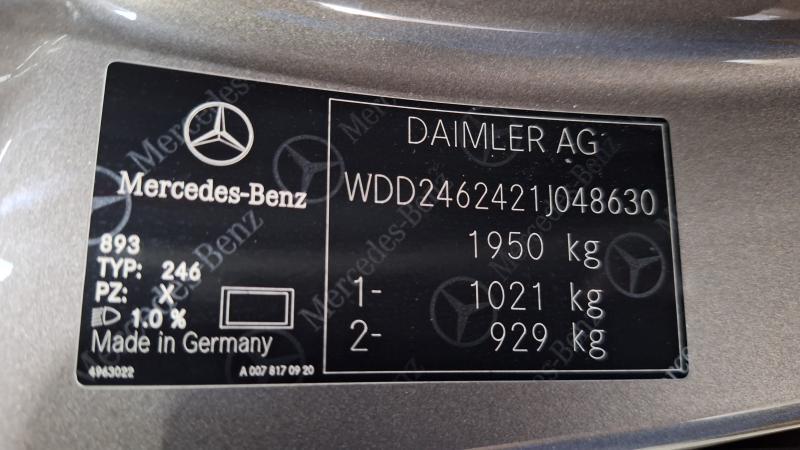 Mercedes-Benz
893
TYP: 246
PZ: X
1.0 %
Made in Germany
4963022
A 007 817 09 20
DAIMLER AG
WDD2462421J048630
1950 kg
1- 1021 kg
2- 929 kg